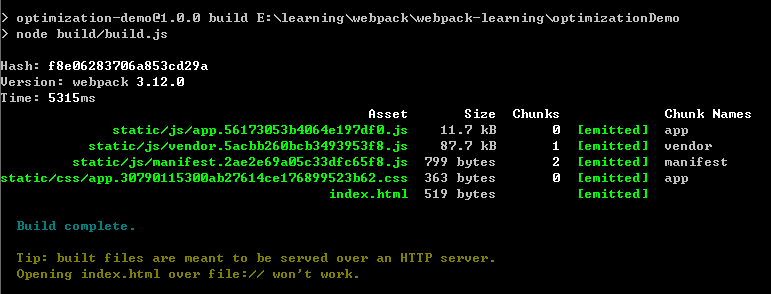 > optimization-demo@1.0.0 build E:\learning\webpack\webpack-learning\optimizationDemo
> node build/build.js
Hash: f8e06283706a853cd29a
Version: webpack 3.12.0
Time: 5315ms
Asset Size Chunks Chunk Names
static/js/app.56173053b4064e197df0.js 11.7 kB 0 [emitted] app
static/js/vendor.5acbb260bcb3493953f8.js 87.7 kB 1 [emitted] vendor
static/js/manifest.2ae2e69a05c33dfc65f8.js 799 bytes 2 [emitted] manifest
static/css/app.30790115300ab27614ce176899523b62.css 363 bytes 0 [emitted] app
index.html 519 bytes [emitted]
Build complete.
Tip: built files are meant to be served over an HTTP server.
Opening index.html over file:// won't work.